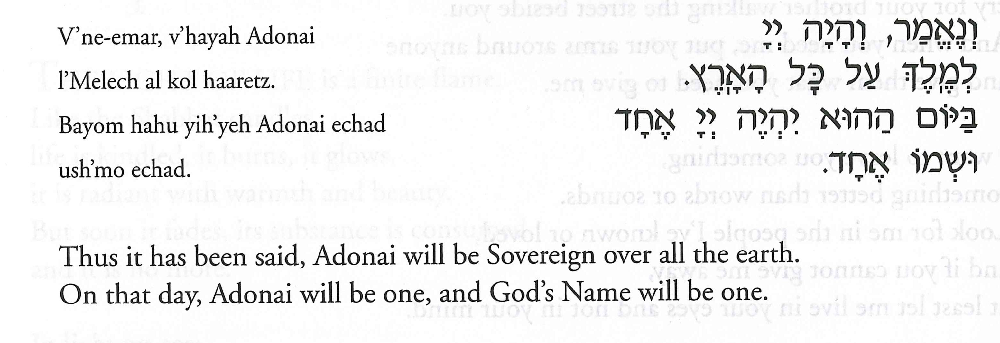 V’ne-emar, v’hayah Adonai
l’Melech al kol haaretz.
Bayom hahu yih’yeh Adonai echad
ush’mo echad.
וְנֶאֱמַר, וְהָיָה יְיָ
לְמֶֽלֶךְ עַל כׇּל הָאָֽרֶץ.
בַּיּוֹם הַהוּא יִהְיֶה יְיָ אֶחָד
וּשְׁמוֹ אֶחָד.
Thus it has been said, Adonai will be Sovereign over all the earth.
On that day, Adonai will be one, and God’s Name will be one.